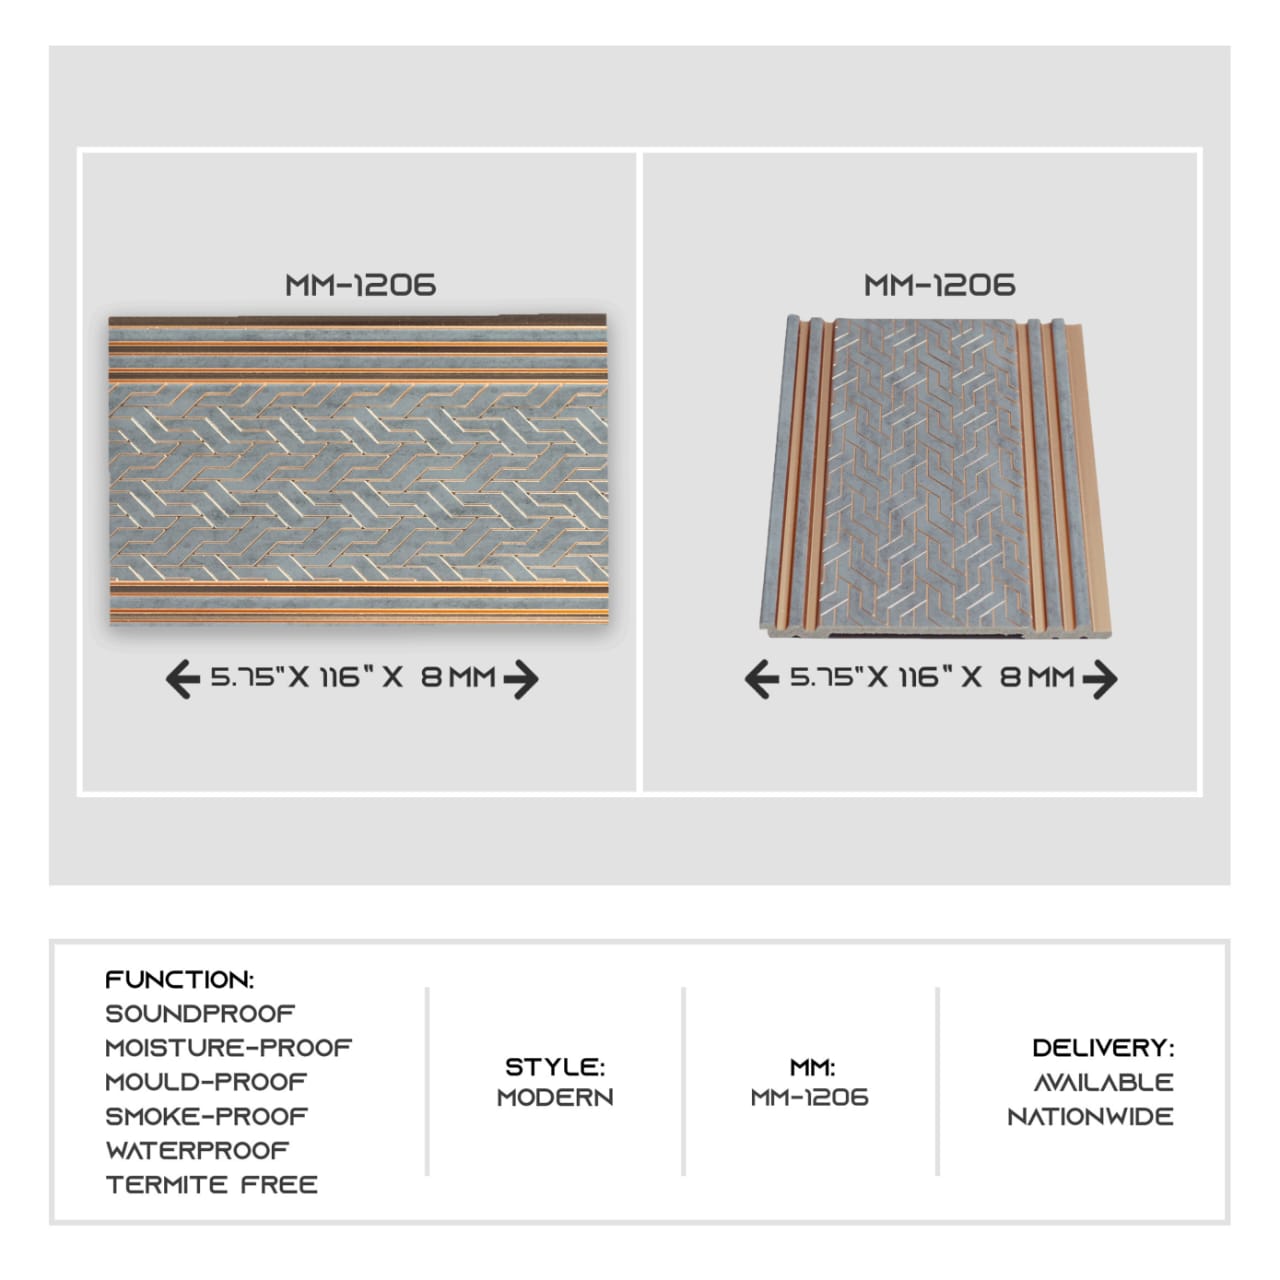 MM-1206
5.75"X 116" X 8 MM
MM-1206
5.75"X 116" X 8 MM
FUNCTION:
SOUNDPROOF
MOISTURE-PROOF
MOULD-PROOF
SMOKE-PROOF
WATERPROOF
TERMITE FREE
STYLE:
MODERN
MM:
MM-1206
DELIVERY:
AVAILABLE
NATIONWIDE